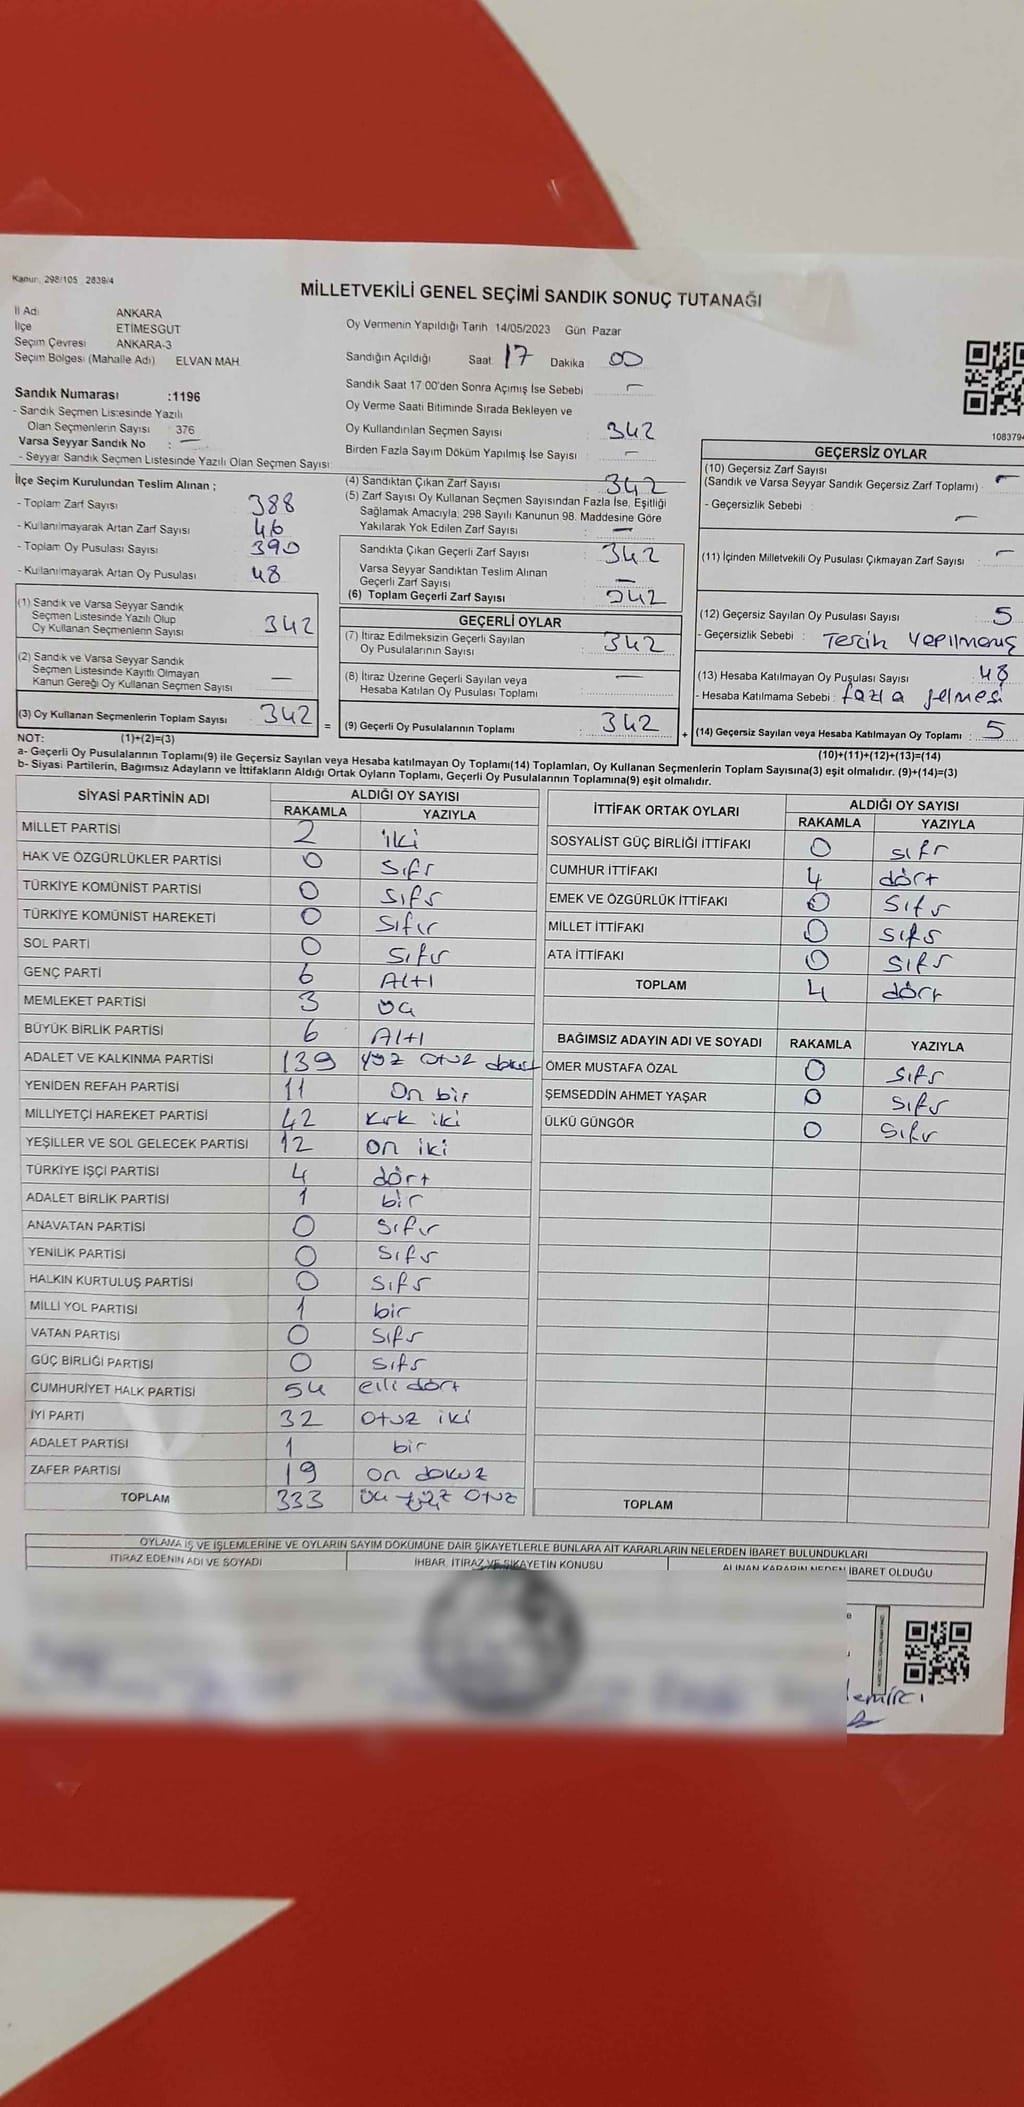 Kanun: 298/105 2839/4
MİLLETVEKİLİ GENEL SEÇİMİ SANDIK SONUÇ TUTANAĞI
İl Adı ANKARA
İlçe ETİMESGUT
Seçim Çevresi ANKARA-3
Seçim Bölgesi (Mahalle Adı) ELVAN MAH.
Sandık Numarası :1196
- Sandık Seçmen Listesinde Yazılı
Olan Seçmenlerin Sayısı : 376
Varsa Seyyar Sandık No : —
- Seyyar Sandık Seçmen Listesinde Yazılı Olan Seçmen Sayısı:
İlçe Seçim Kurulundan Teslim Alınan ;
- Toplam Zarf Sayısı 388
- Kullanılmayarak Artan Zarf Sayısı 46
- Toplam Oy Pusulası Sayısı 390
- Kullanılmayarak Artan Oy Pusulası 48
(1) Sandık ve Varsa Seyyar Sandık
Seçmen Listesinde Yazılı Olup
Oy Kullanan Seçmenlerin Sayısı : 342
(2) Sandık ve Varsa Seyyar Sandık
Seçmen Listesinde Kayıtlı Olmayan
Kanun Gereği Oy Kullanan Seçmen Sayısı : —
(3) Oy Kullanan Seçmenlerin Toplam Sayısı : 342
Oy Vermenin Yapıldığı Tarih 14/05/2023 Gün Pazar
Sandığın Açıldığı Saat 17 Dakika 00
Sandık Saat 17:00'den Sonra Açımış İse Sebebi : —
Oy Verme Saati Bitiminde Sırada Bekleyen ve
Oy Kullandırılan Seçmen Sayısı : 342
Birden Fazla Sayım Döküm Yapılmış İse Sayısı : —
(4) Sandıktan Çıkan Zarf Sayısı : 342
(5) Zarf Sayısı Oy Kullanan Seçmen Sayısından Fazla İse, Eşitliği
Sağlamak Amacıyla, 298 Sayılı Kanunun 98. Maddesine Göre
Yakılarak Yok Edilen Zarf Sayısı : —
Sandıkta Çıkan Geçerli Zarf Sayısı : 342
Varsa Seyyar Sandıktan Teslim Alınan
Geçerli Zarf Sayısı : —
(6) Toplam Geçerli Zarf Sayısı : 342
GEÇERLİ OYLAR
(7) İtiraz Edilmeksizin Geçerli Sayılan
Oy Pusulalarının Sayısı : 342
(8) İtiraz Üzerine Geçerli Sayılan veya
Hesaba Katılan Oy Pusulası Toplamı : —
= (9) Geçerli Oy Pusulalarının Toplamı : 342
1083794
GEÇERSİZ OYLAR
(10) Geçersiz Zarf Sayısı
(Sandık ve Varsa Seyyar Sandık Geçersiz Zarf Toplamı) : —
- Geçersizlik Sebebi : —
(11) İçinden Milletvekili Oy Pusulası Çıkmayan Zarf Sayısı : —
(12) Geçersiz Sayılan Oy Pusulası Sayısı : 5
- Geçersizlik Sebebi : Tercih yapılmamış
(13) Hesaba Katılmayan Oy Pusulası Sayısı : 48
- Hesaba Katılmama Sebebi : fazla gelmesi
+ (14) Geçersiz Sayılan veya Hesaba Katılmayan Oy Toplamı : 5
NOT: (1)+(2)=(3) (10)+(11)+(12)+(13)=(14)
a- Geçerli Oy Pusulalarının Toplamı(9) ile Geçersiz Sayılan veya Hesaba katılmayan Oy Toplamı(14) Toplamları, Oy Kullanan Seçmenlerin Toplam Sayısına(3) eşit olmalıdır. (9)+(14)=(3)
b- Siyasi Partilerin, Bağımsız Adayların ve İttifakların Aldığı Ortak Oyların Toplamı, Geçerli Oy Pusulalarının Toplamına(9) eşit olmalıdır.
SİYASİ PARTİNİN ADI ALDIĞI OY SAYISI
RAKAMLA YAZIYLA
MİLLET PARTİSİ 2 iki
HAK VE ÖZGÜRLÜKLER PARTİSİ 0 Sıfr
TÜRKİYE KOMÜNİST PARTİSİ 0 Sıfr
TÜRKİYE KOMÜNİST HAREKETİ 0 Sıfır
SOL PARTİ 0 Sıfır
GENÇ PARTİ 6 Altı
MEMLEKET PARTİSİ 3 üç
BÜYÜK BİRLİK PARTİSİ 6 Altı
ADALET VE KALKINMA PARTİSİ 139 yüz otuz dokuz
YENİDEN REFAH PARTİSİ 11 On bir
MİLLİYETÇİ HAREKET PARTİSİ 42 kırk iki
YEŞİLLER VE SOL GELECEK PARTİSİ 12 on iki
TÜRKİYE İŞÇİ PARTİSİ 4 dört
ADALET BİRLİK PARTİSİ 1 bir
ANAVATAN PARTİSİ 0 Sıfır
YENİLİK PARTİSİ 0 Sıfr
HALKIN KURTULUŞ PARTİSİ 0 Sıfr
MİLLİ YOL PARTİSİ 1 bir
VATAN PARTİSİ 0 Sıfr
GÜÇ BİRLİĞİ PARTİSİ 0 Sıfr
CUMHURİYET HALK PARTİSİ 54 elli dört
İYİ PARTİ 32 otuz iki
ADALET PARTİSİ 1 bir
ZAFER PARTİSİ 19 on dokuz
TOPLAM 333 üç yüz otuz
İTTİFAK ORTAK OYLARI ALDIĞI OY SAYISI
RAKAMLA YAZIYLA
SOSYALİST GÜÇ BİRLİĞİ İTTİFAKI 0 sıfr
CUMHUR İTTİFAKI 4 dört
EMEK VE ÖZGÜRLÜK İTTİFAKI 0 Sıfr
MİLLET İTTİFAKI 0 Sıfr
ATA İTTİFAKI 0 Sıfr
TOPLAM 4 dört
BAĞIMSIZ ADAYIN ADI VE SOYADI RAKAMLA YAZIYLA
ÖMER MUSTAFA ÖZAL 0 Sıfr
ŞEMSEDDİN AHMET YAŞAR 0 Sıfr
ÜLKÜ GÜNGÖR 0 Sıfr
TOPLAM
OYLAMA İŞ VE İŞLEMLERİNE VE OYLARIN SAYIM DÖKÜMÜNE DAİR ŞİKAYETLERLE BUNLARA AİT KARARLARIN NELERDEN İBARET BULUNDUKLARI
İTİRAZ EDENİN ADI VE SOYADI İHBAR, İTİRAZ VE ŞİKAYETİN KONUSU ALINAN KARARIN NEDEN İBARET OLDUĞU